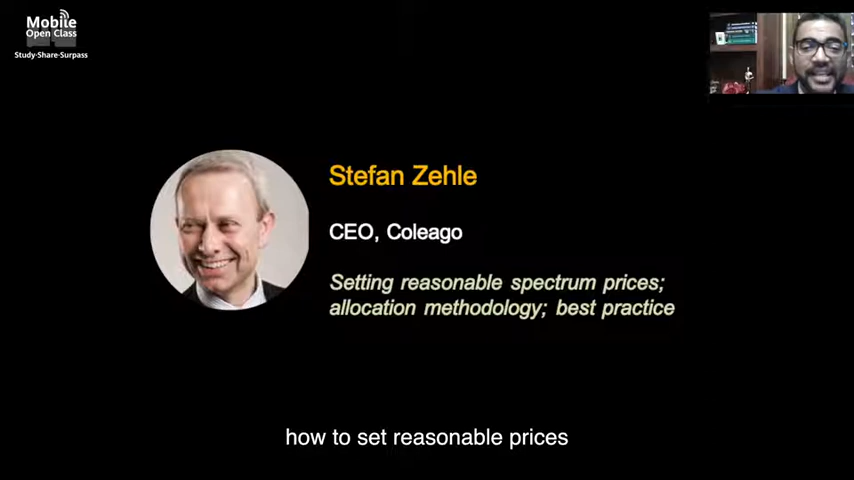 Mobile
Open Class
Study-Share-Surpass
Stefan Zehle
CEO, Coleago
Setting reasonable spectrum prices;
allocation methodology; best practice
how to set reasonable prices